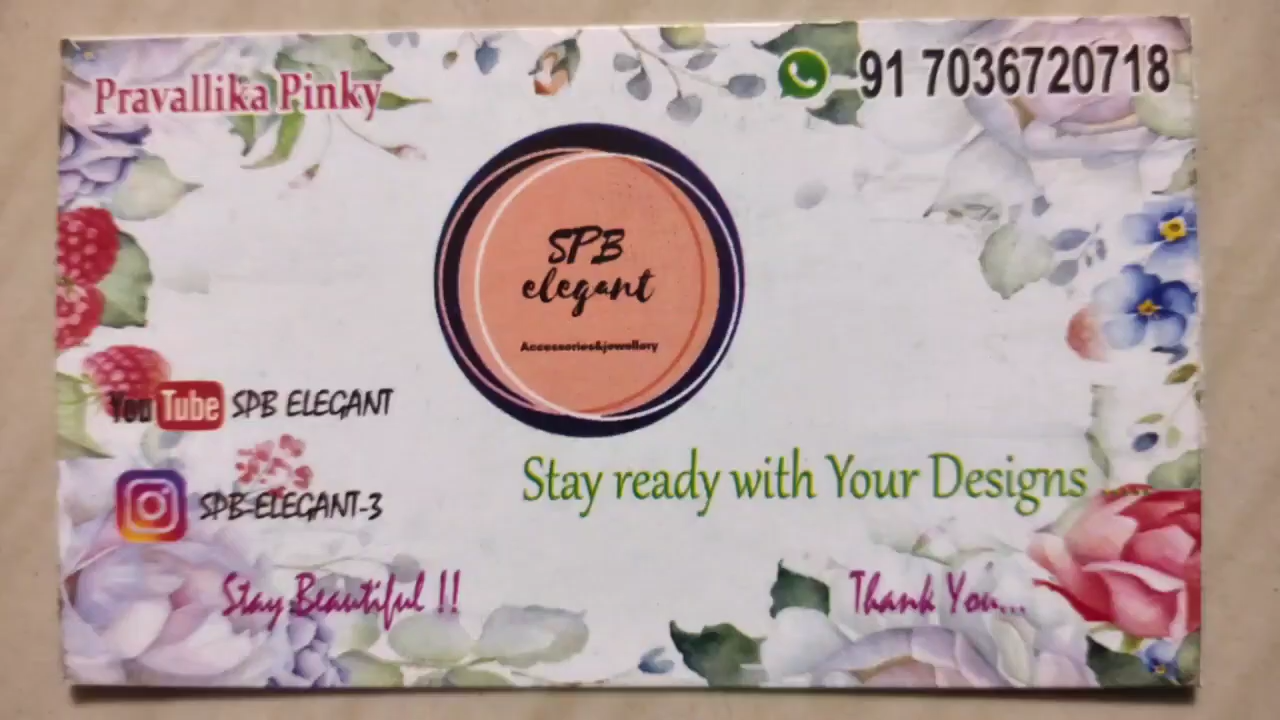 Pravallika Pinky
91 7036720718
SPB
elegant
Accessories&jewellery
YouTube SPB ELEGANT
SPB-ELEGANT-3
Stay ready with Your Designs .....
Stay Beautiful !!
Thank You...